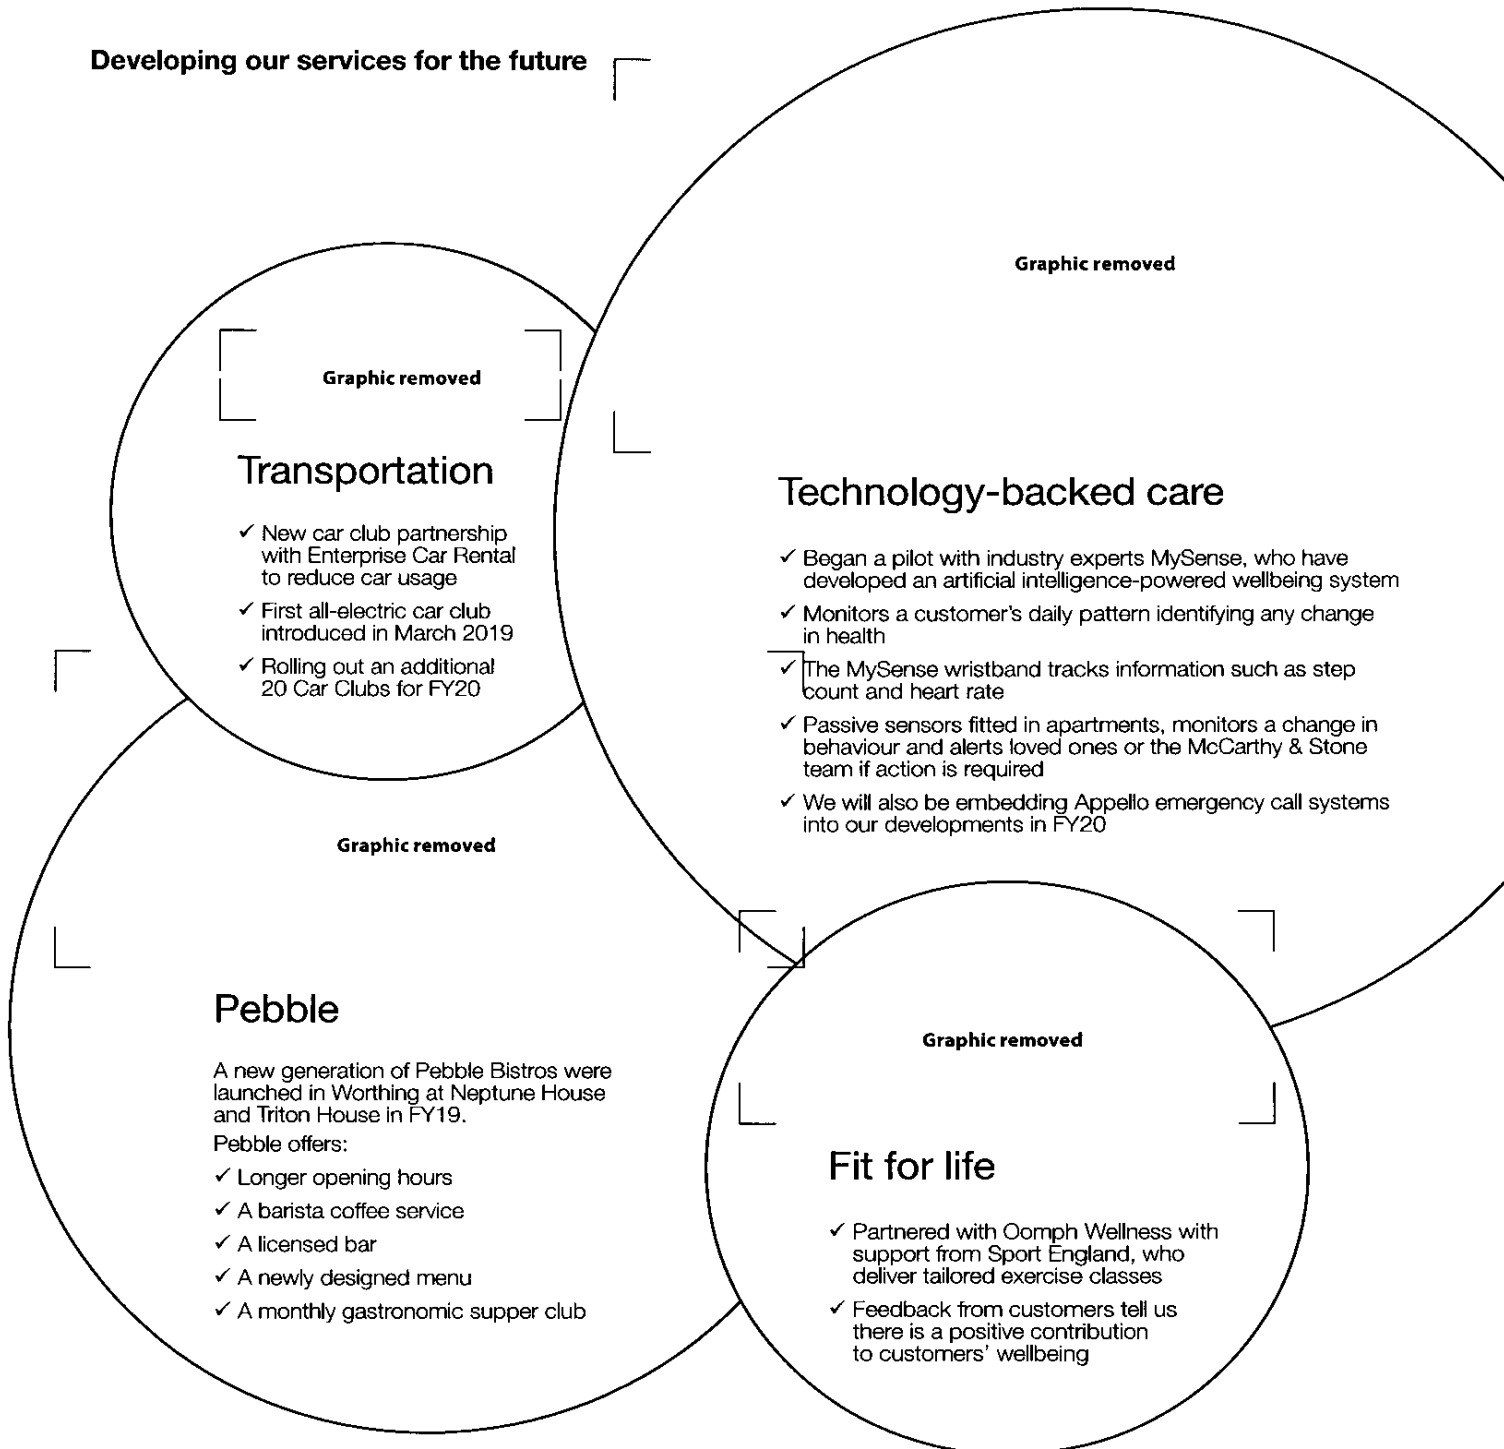 Developing our services for the future
Graphic removed
Transportation
✓ New car club partnership
with Enterprise Car Rental
to reduce car usage
✓ First all-electric car club
introduced in March 2019
✓ Rolling out an additional
20 Car Clubs for FY20
Graphic removed
Technology-backed care
✓ Began a pilot with industry experts MySense, who have
developed an artificial intelligence-powered wellbeing system
✓ Monitors a customer's daily pattern identifying any change
in health
✓ The MySense wristband tracks information such as step
count and heart rate
✓ Passive sensors fitted in apartments, monitors a change in
behaviour and alerts loved ones or the McCarthy & Stone
team if action is required
✓ We will also be embedding Appello emergency call systems
into our developments in FY20
Graphic removed
Pebble
A new generation of Pebble Bistros were
launched in Worthing at Neptune House
and Triton House in FY19.
Pebble offers:
✓ Longer opening hours
✓ A barista coffee service
✓ A licensed bar
✓ A newly designed menu
✓ A monthly gastronomic supper club
Graphic removed
Fit for life
✓ Partnered with Oomph Wellness with
support from Sport England, who
deliver tailored exercise classes
✓ Feedback from customers tell us
there is a positive contribution
to customers' wellbeing